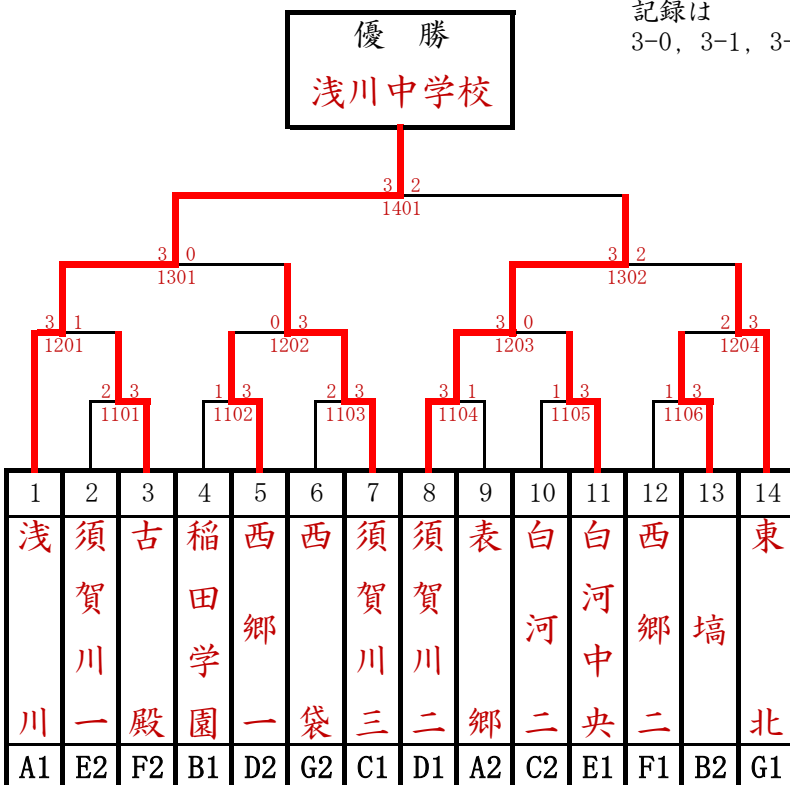 記録は
3-0, 3-1, 3-
優　勝
浅川中学校
3 2
1401
3 0
1301
3 2
1302
3 1
1201
0 3
1202
3 0
1203
2 3
1204
2 3
1101
1 3
1102
2 3
1103
3 1
1104
1 3
1105
1 3
1106
1 2 3 4 5 6 7 8 9 10 11 12 13 14
浅川
須賀川一
古殿
稲田学園
西郷一
西袋
須賀川三
須賀川二
表郷
白河二
白河中央
西郷二
塙
東北
A1 E2 F2 B1 D2 G2 C1 D1 A2 C2 E1 F1 B2 G1